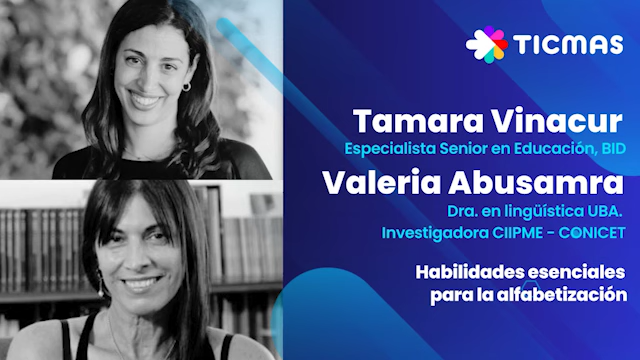 TICMAS
Tamara Vinacur
Especialista Senior en Educación, BID
Valeria Abusamra
Dra. en lingüística UBA.
Investigadora CIIPME - CONICET
Habilidades esenciales
para la alfabetización